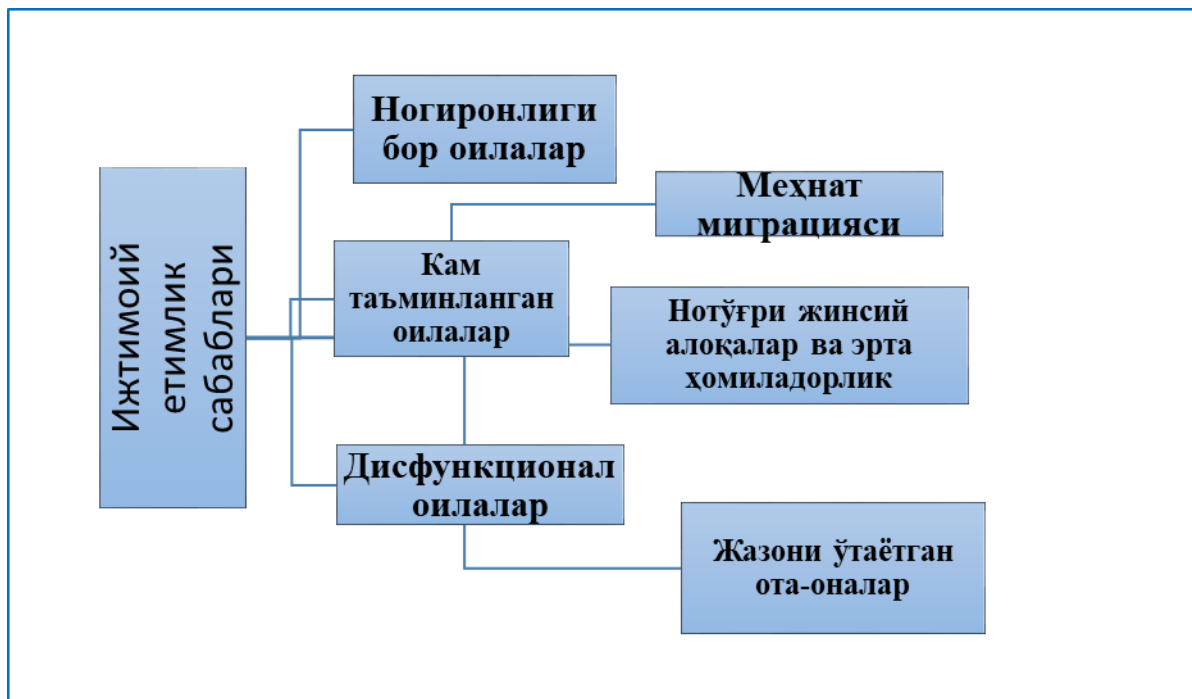 Ижтимоий
етимлик
сабаблари
Ногиронлиги
бор оилалар
Кам
таъминланган
оилалар
Дисфункционал
оилалар
Меҳнат
миграцияси
Нотўғри жинсий
алоқалар ва эрта
ҳомиладорлик
Жазони ўтаётган
ота-оналар